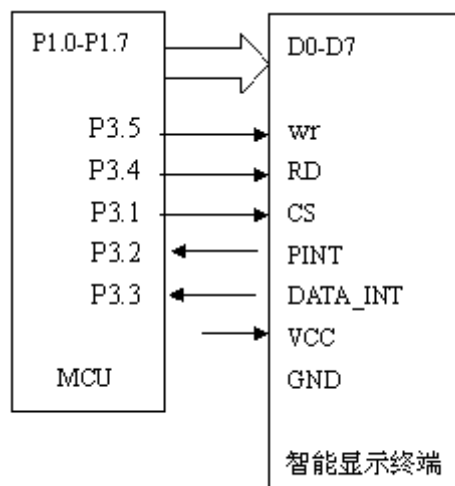 P1.0-P1.7 D0-D7
P3.5 wr
P3.4 RD
P3.1 CS
P3.2 PINT
P3.3 DATA_INT
VCC
MCU GND
智能显示终端